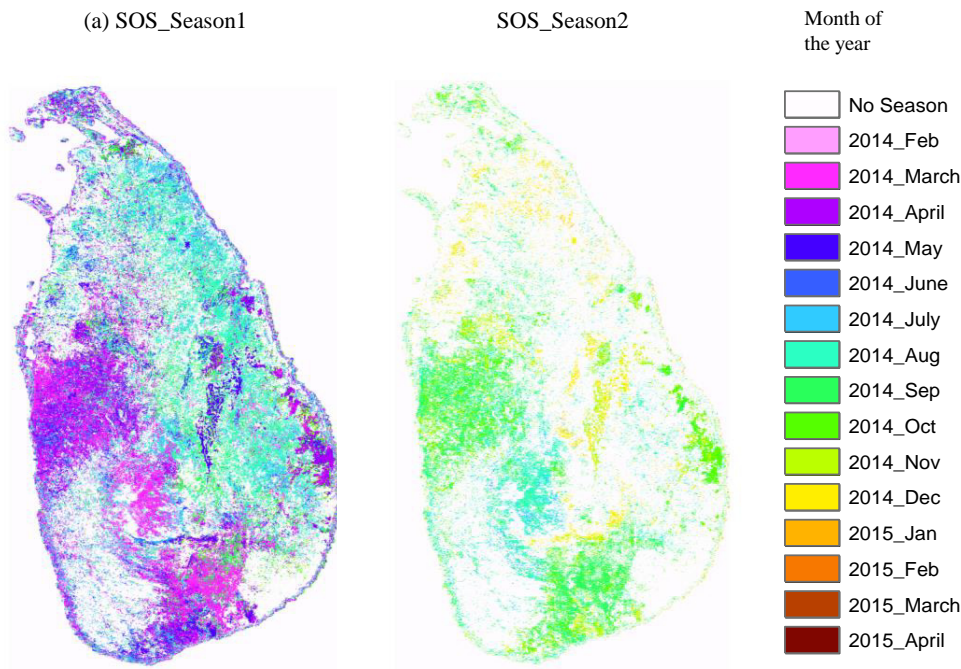 (a) SOS_Season1
SOS_Season2
Month of
the year
No Season
2014_Feb
2014_March
2014_April
2014_May
2014_June
2014_July
2014_Aug
2014_Sep
2014_Oct
2014_Nov
2014_Dec
2015_Jan
2015_Feb
2015_March
2015_April